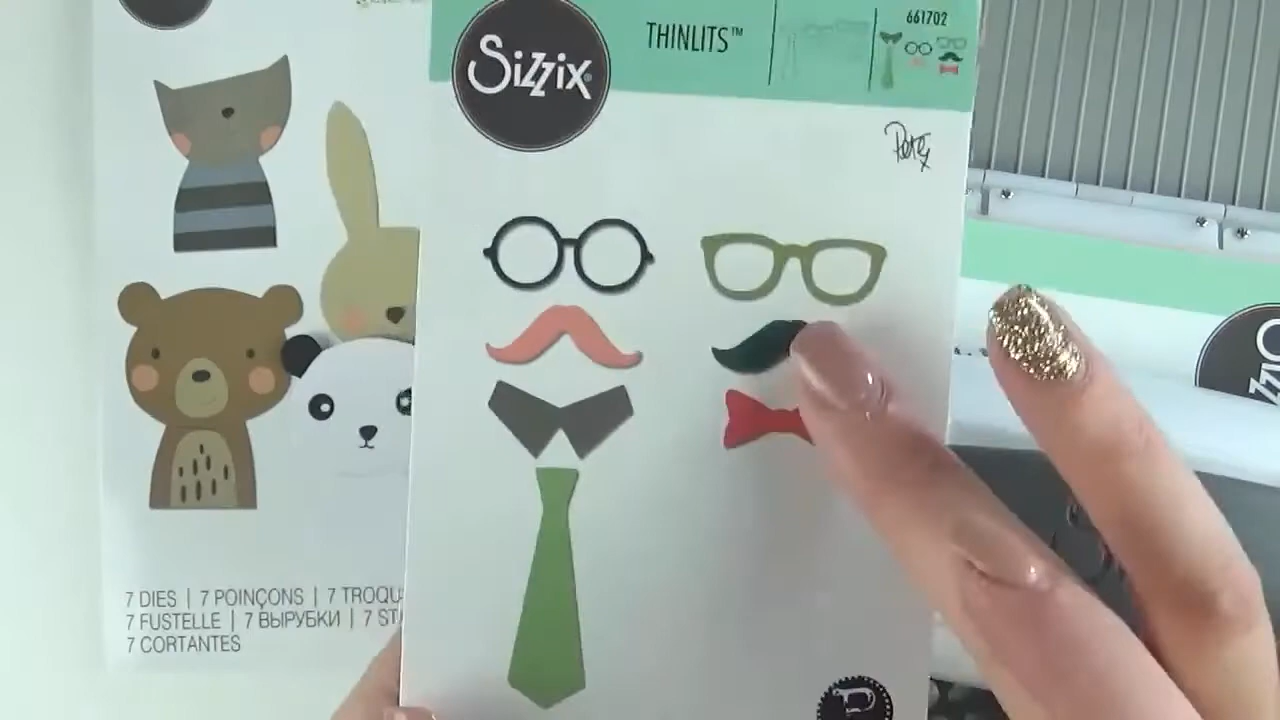 Sizzix
THINLITS™
661702
Pete
7 DIES | 7 POINÇONS | 7 TROQU
7 FUSTELLE | 7 ВЫРУБКИ | 7 ST
7 CORTANTES